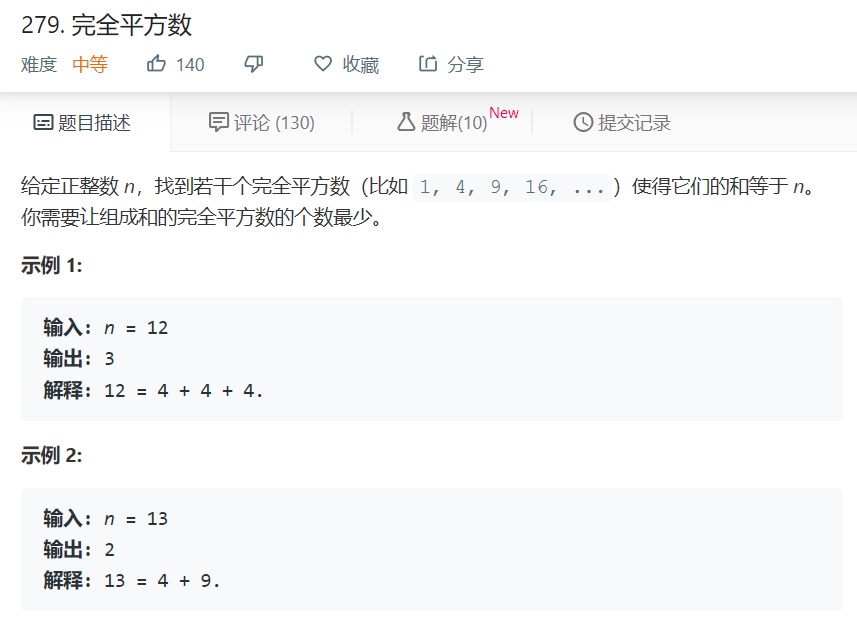 279. 完全平方数
难度 中等 140 收藏 分享
题目描述 评论 (130) 题解(10) New 提交记录
给定正整数 n，找到若干个完全平方数（比如 1, 4, 9, 16, ...）使得它们的和等于 n。
你需要让组成和的完全平方数的个数最少。
示例 1:
输入: n = 12
输出: 3
解释: 12 = 4 + 4 + 4.
示例 2:
输入: n = 13
输出: 2
解释: 13 = 4 + 9.